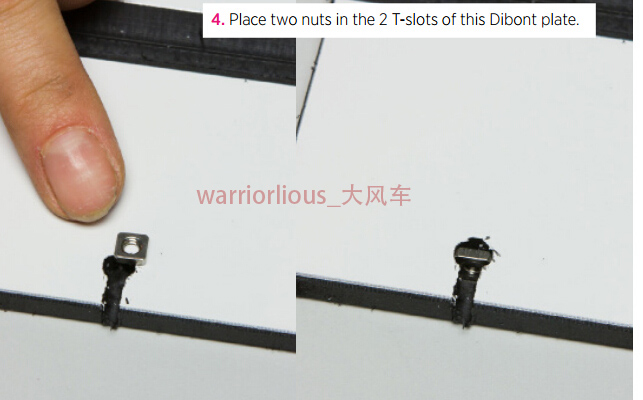 4. Place two nuts in the 2 T-slots of this Dibont plate.
warriorlious_大风车